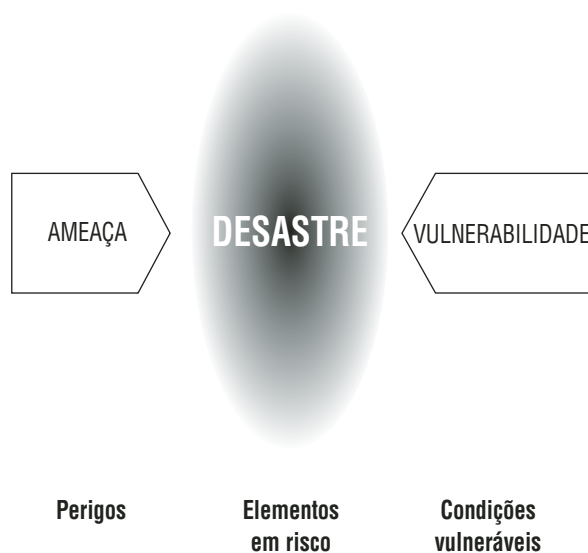 AMEAÇA
DESASTRE
VULNERABILIDADE
Perigos
Elementos
em risco
Condições
vulneráveis